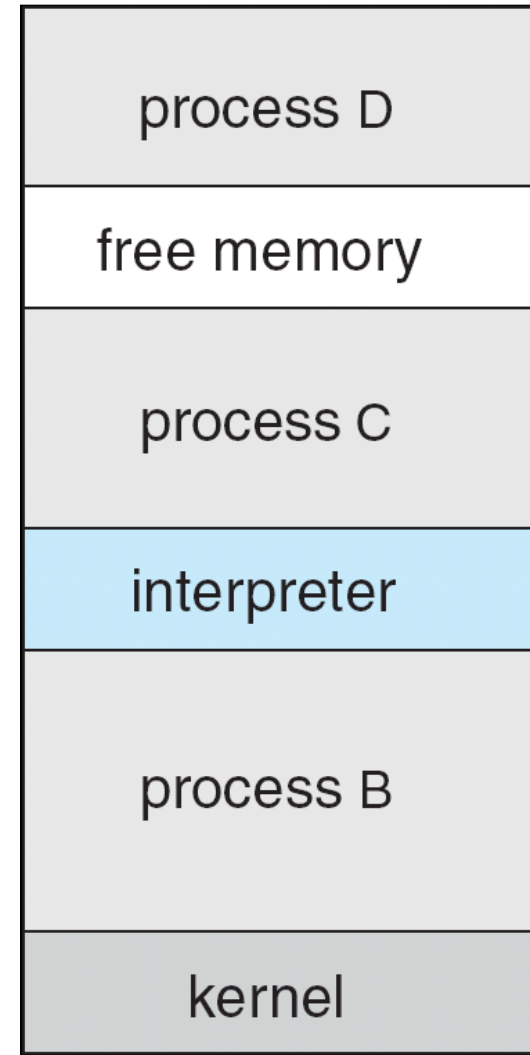 process D
free memory
process C
interpreter
process B
kernel